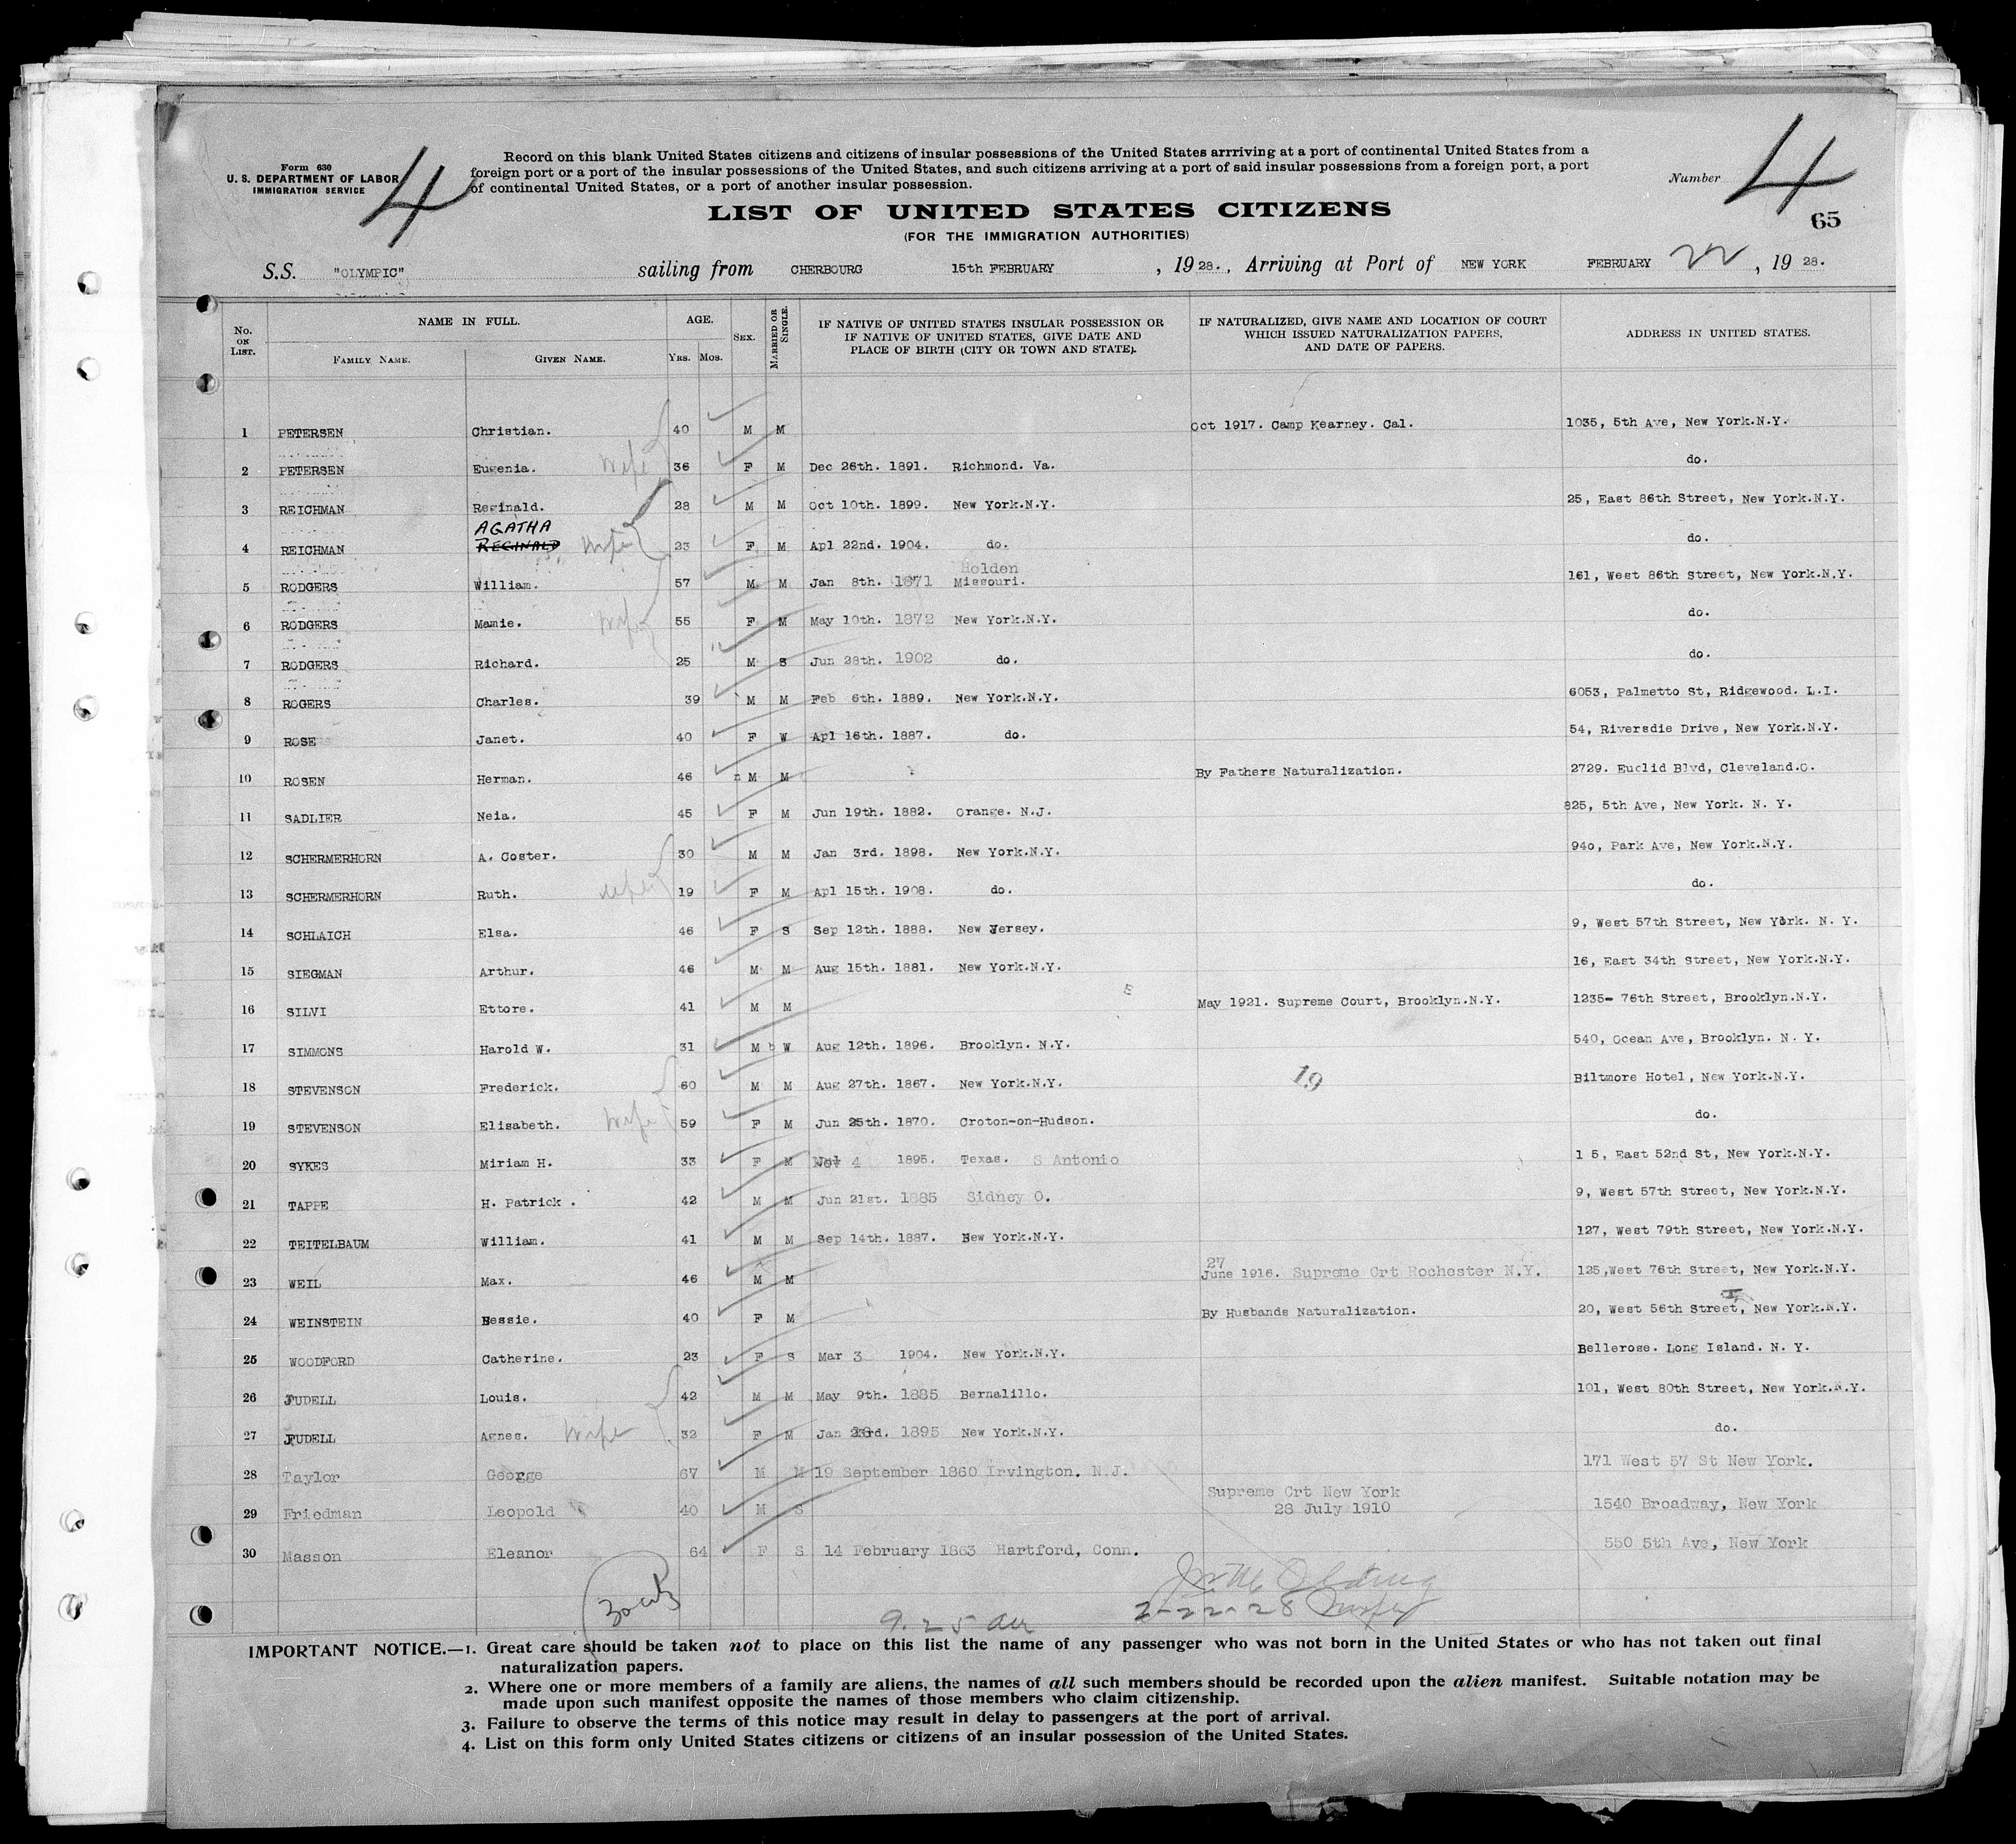 Form 630
U. S. DEPARTMENT OF LABOR
IMMIGRATION SERVICE
4
Record on this blank United States citizens and citizens of insular possessions of the United States arrriving at a port of continental United States from a
foreign port or a port of the insular possessions of the United States, and such citizens arriving at a port of said insular possessions from a foreign port, a port
of continental United States, or a port of another insular possession.
Number 4
65
LIST OF UNITED STATES CITIZENS
(FOR THE IMMIGRATION AUTHORITIES)
S.S. "OLYMPIC" sailing from CHERBOURG 15th FEBRUARY , 1928., Arriving at Port of NEW YORK FEBRUARY 22, 1928.
No. ON LIST. NAME IN FULL. FAMILY NAME. GIVEN NAME. AGE. YRS. MOS. SEX. MARRIED OR SINGLE. IF NATIVE OF UNITED STATES INSULAR POSSESSION OR IF NATIVE OF UNITED STATES, GIVE DATE AND PLACE OF BIRTH (CITY OR TOWN AND STATE). IF NATURALIZED, GIVE NAME AND LOCATION OF COURT WHICH ISSUED NATURALIZATION PAPERS, AND DATE OF PAPERS. ADDRESS IN UNITED STATES.
1 PETERSEN Christian. 40 M M Oct 1917. Camp Kearney. Cal. 1035, 5th Ave, New York.N.Y.
2 PETERSEN Eugenia. Wife 36 F M Dec 26th. 1891. Richmond. Va. do.
3 REICHMAN Reginald. 28 M M Oct 10th. 1899. New York.N.Y. 25, East 86th Street, New York.N.Y.
4 REICHMAN AGATHA REGINALD Wife 23 F M Apl 22nd. 1904. do. do.
5 RODGERS William. 57 M M Jan 8th. 1871 Holden Missouri. 161, West 86th Street, New York.N.Y.
6 RODGERS Mamie. Wife 55 F M May 10th. 1872 New York.N.Y. do.
7 RODGERS Richard. 25 M S Jun 28th. 1902 do. do.
8 ROGERS Charles. 39 M M Feb 6th. 1889. New York.N.Y. 6053, Palmetto St, Ridgewood. L.I.
9 ROSE Janet. 40 F W Apl 16th. 1887. do. 54, Riversdie Drive, New York.N.Y.
10 ROSEN Herman. 46 M M By Fathers Naturalization. 2729. Euclid Blvd, Cleveland.O.
11 SADLIER Neia. 45 F M Jun 19th. 1882. Orange. N.J. 825, 5th Ave, New York. N. Y.
12 SCHERMERHORN A. Coster. 30 M M Jan 3rd. 1898. New York.N.Y. 940, Park Ave, New York.N.Y.
13 SCHERMERHORN Ruth. wife 19 F M Apl 15th. 1908. do. do.
14 SCHLAICH Elsa. 46 F S Sep 12th. 1888. New Jersey. 9, West 57th Street, New York. N. Y.
15 SIEGMAN Arthur. 46 M M Aug 15th. 1881. New York.N.Y. 16, East 34th Street, New York.N.Y.
16 SILVI Ettore. 41 M M E May 1921. Supreme Court, Brooklyn.N.Y. 1235- 76th Street, Brooklyn.N.Y.
17 SIMMONS Harold W. 31 M W Aug 12th. 1896. Brooklyn. N.Y. 540, Ocean Ave, Brooklyn. N. Y.
18 STEVENSON Frederick. 60 M M Aug 27th. 1867. New York.N.Y. 19 Biltmore Hotel, New York.N.Y.
19 STEVENSON Elisabeth. Wife 59 F M Jun 25th. 1870. Croton-on-Hudson. do.
20 SYKES Miriam H. 33 F M Nov 4 1895. Texas. S Antonio 1 5, East 52nd St, New York.N.Y.
21 TAPPE H. Patrick . 42 M M Jun 21st. 1885 Sidney O. 9, West 57th Street, New York.N.Y.
22 TEITELBAUM William. 41 M M Sep 14th. 1887. New York.N.Y. 127, West 79th Street, New York.N.Y.
23 WEIL Max. 46 M M 27 June 1916. Supreme Crt Rochester N.Y. 125,West 76th Street, New York.N.Y.
24 WEINSTEIN Bessie. 40 F M By Husbands Naturalization. 20, West 56th Street, New York.N.Y.
25 WOODFORD Catherine. 23 F S Mar 3 1904. New York.N.Y. Bellerose. Long Island. N. Y.
26 JUDELL Louis. 42 M M May 9th. 1885 Bernalillo. 101, West 80th Street, New York.N.Y.
27 JUDELL Agnes. Wife 32 F M Jan 23rd. 1895 New York.N.Y. do.
28 Taylor George 67 M M 19 September 1860 Irvington. N.J. 171 West 57 St New York.
29 Friedman Leopold 40 M S Supreme Crt New York 28 July 1910 1540 Broadway, New York
30 Masson Eleanor 64 F S 14 February 1863 Hartford, Conn. 550 5th Ave, New York
9.25 am
2-22-28
IMPORTANT NOTICE.—1. Great care should be taken not to place on this list the name of any passenger who was not born in the United States or who has not taken out final
naturalization papers.
2. Where one or more members of a family are aliens, the names of all such members should be recorded upon the alien manifest. Suitable notation may be
made upon such manifest opposite the names of those members who claim citizenship.
3. Failure to observe the terms of this notice may result in delay to passengers at the port of arrival.
4. List on this form only United States citizens or citizens of an insular possession of the United States.